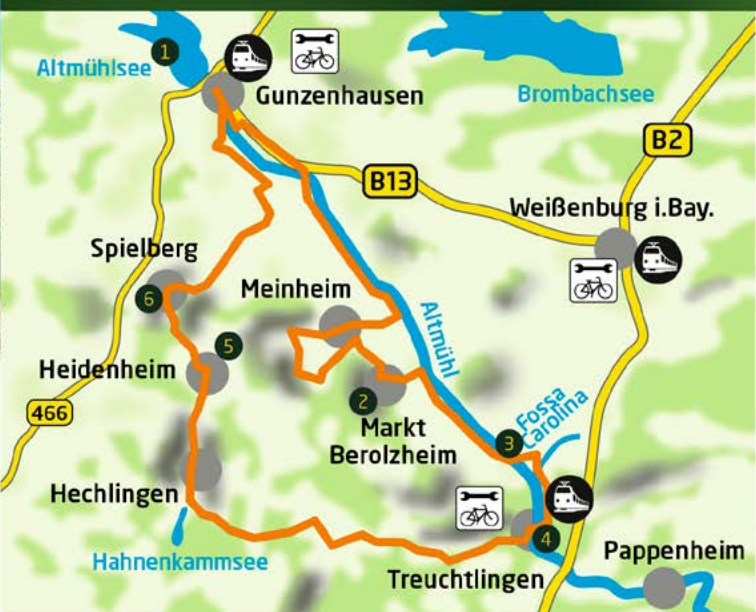 1
Altmühlsee
Gunzenhausen
Brombachsee
B2
B13
Weißenburg i.Bay.
Spielberg
6
Meinheim
Altmühl
5
Heidenheim
2
466
Markt
Berolzheim
3
Fossa
Carolina
Hechlingen
4
Hahnenkammsee
Pappenheim
Treuchtlingen